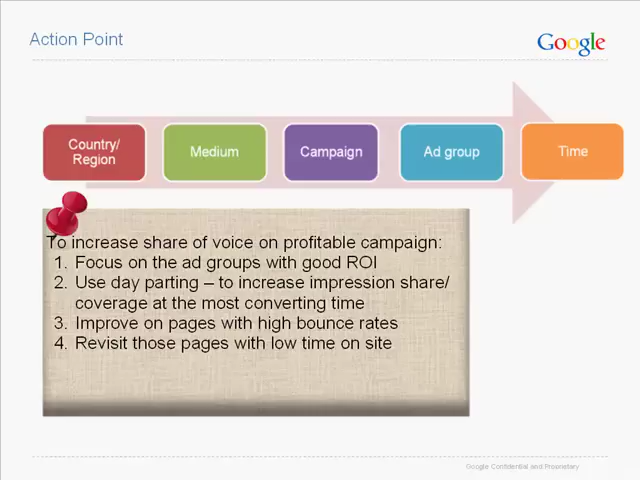 Action Point
Google
Country/
Region
Medium
Campaign
Ad group
Time
To increase share of voice on profitable campaign:
1. Focus on the ad groups with good ROI
2. Use day parting – to increase impression share/
coverage at the most converting time
3. Improve on pages with high bounce rates
4. Revisit those pages with low time on site
Google Confidential and Proprietary